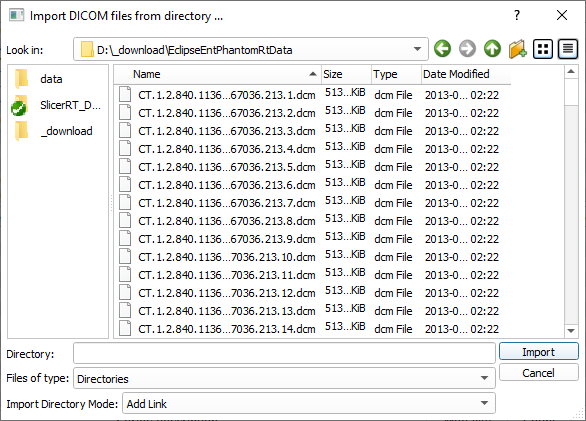 Import DICOM files from directory ...
Look in: D:\_download\EclipseEntPhantomRtData
data
SlicerRT_D...
_download
Name Size Type Date Modified
CT.1.2.840.1136...67036.213.1.dcm 513...KiB dcm File 2013-0... 02:22
CT.1.2.840.1136...67036.213.2.dcm 513...KiB dcm File 2013-0... 02:22
CT.1.2.840.1136...67036.213.3.dcm 513...KiB dcm File 2013-0... 02:22
CT.1.2.840.1136...67036.213.4.dcm 513...KiB dcm File 2013-0... 02:22
CT.1.2.840.1136...67036.213.5.dcm 513...KiB dcm File 2013-0... 02:22
CT.1.2.840.1136...67036.213.6.dcm 513...KiB dcm File 2013-0... 02:22
CT.1.2.840.1136...67036.213.7.dcm 513...KiB dcm File 2013-0... 02:22
CT.1.2.840.1136...67036.213.8.dcm 513...KiB dcm File 2013-0... 02:22
CT.1.2.840.1136...67036.213.9.dcm 513...KiB dcm File 2013-0... 02:22
CT.1.2.840.1136...7036.213.10.dcm 513...KiB dcm File 2013-0... 02:22
CT.1.2.840.1136...7036.213.11.dcm 513...KiB dcm File 2013-0... 02:22
CT.1.2.840.1136...7036.213.12.dcm 513...KiB dcm File 2013-0... 02:22
CT.1.2.840.1136...7036.213.13.dcm 513...KiB dcm File 2013-0... 02:22
CT.1.2.840.1136...7036.213.14.dcm 513...KiB dcm File 2013-0... 02:22
Directory: Import
Files of type: Directories Cancel
Import Directory Mode: Add Link